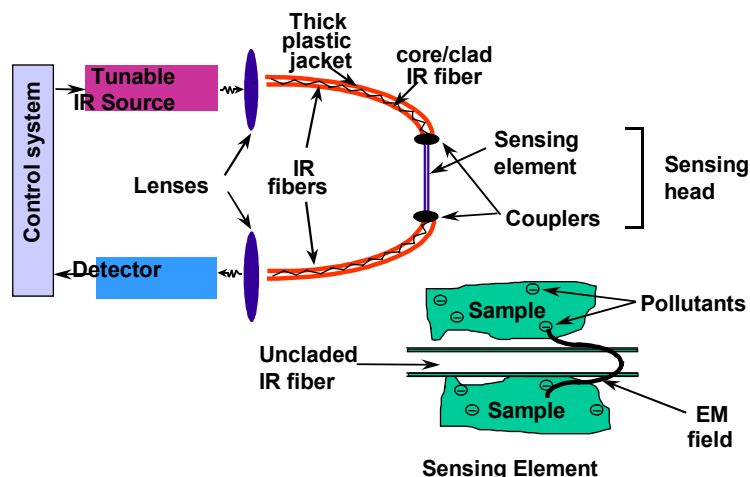 Thick
plastic
jacket
core/clad
IR fiber
Tunable
IR Source
Control system
Sensing
element
Sensing
head
Lenses
IR
fibers
Couplers
Detector
Sample
Pollutants
Uncladed
IR fiber
Sample
EM
field
Sensing Element